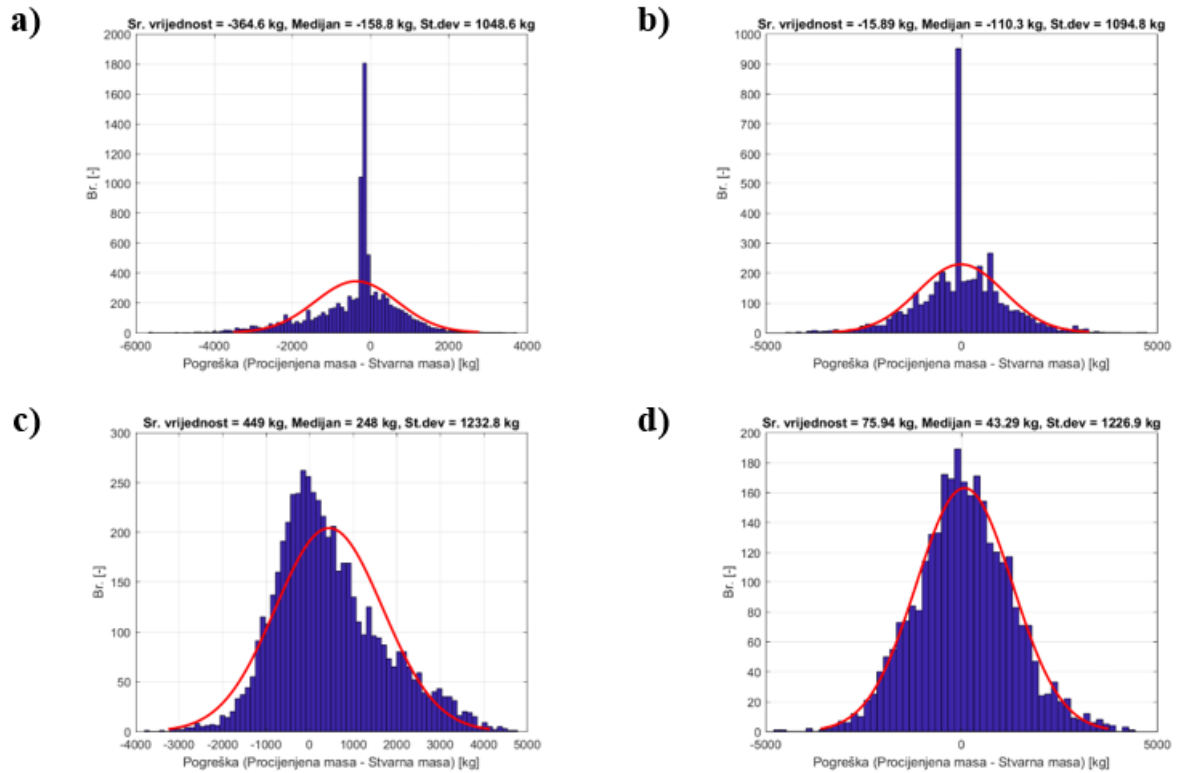 a)
Sr. vrijednost = -364.6 kg, Medijan = -158.8 kg, St.dev = 1048.6 kg
2000
1800
1600
1400
1200
1000
800
600
400
200
0
Br. [-]
-6000 -4000 -2000 0 2000 4000
Pogreška (Procijenjena masa - Stvarna masa) [kg]
b)
Sr. vrijednost = -15.89 kg, Medijan = -110.3 kg, St.dev = 1094.8 kg
1000
900
800
700
600
500
400
300
200
100
0
Br. [-]
-5000 0 5000
Pogreška (Procijenjena masa - Stvarna masa) [kg]
c)
Sr. vrijednost = 449 kg, Medijan = 248 kg, St.dev = 1232.8 kg
300
250
200
150
100
50
0
Br. [-]
-4000 -3000 -2000 -1000 0 1000 2000 3000 4000 5000
Pogreška (Procijenjena masa - Stvarna masa) [kg]
d)
Sr. vrijednost = 75.94 kg, Medijan = 43.29 kg, St.dev = 1226.9 kg
200
180
160
140
120
100
80
60
40
20
0
Br. [-]
-5000 0 5000
Pogreška (Procijenjena masa - Stvarna masa) [kg]